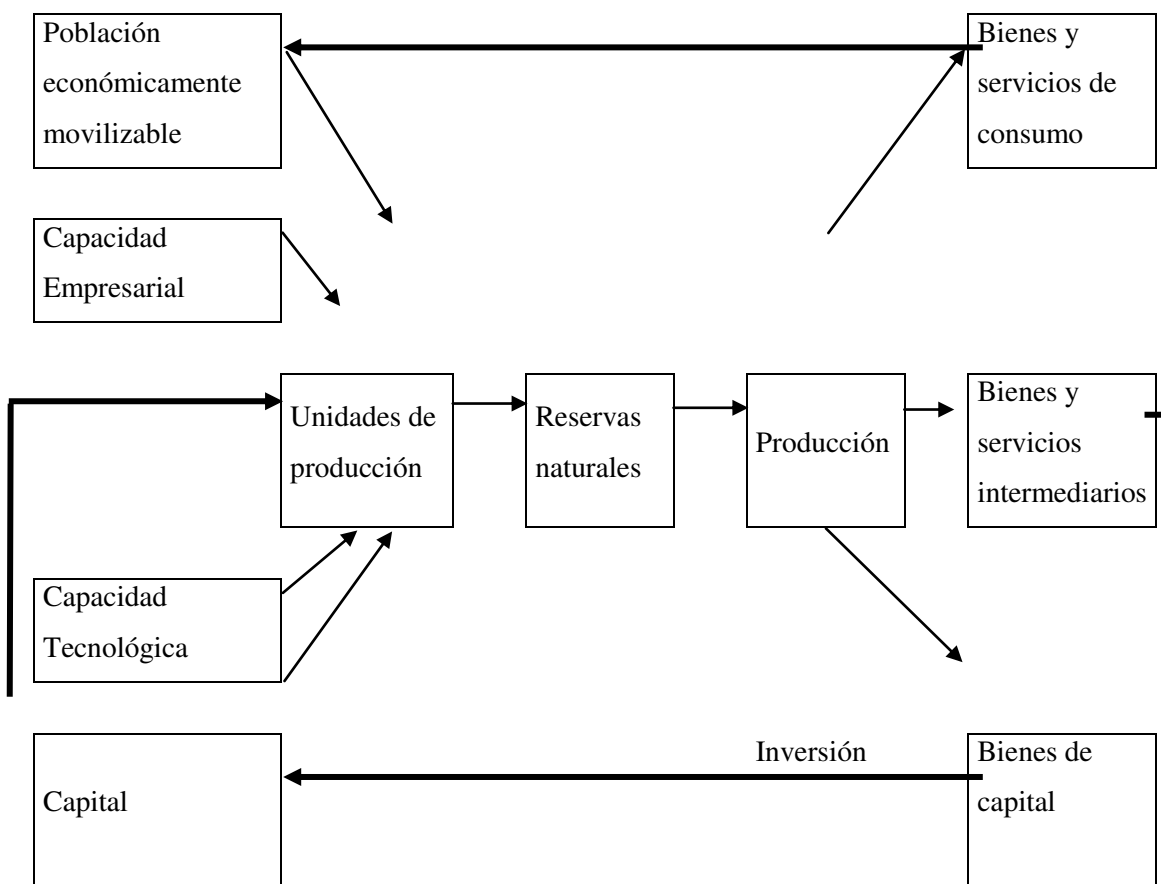 Población
económicamente
movilizable
Bienes y
servicios de
consumo
Capacidad
Empresarial
Unidades de
producción
Reservas
naturales
Producción
Bienes y
servicios
intermediarios
Capacidad
Tecnológica
Capital
Inversión
Bienes de
capital